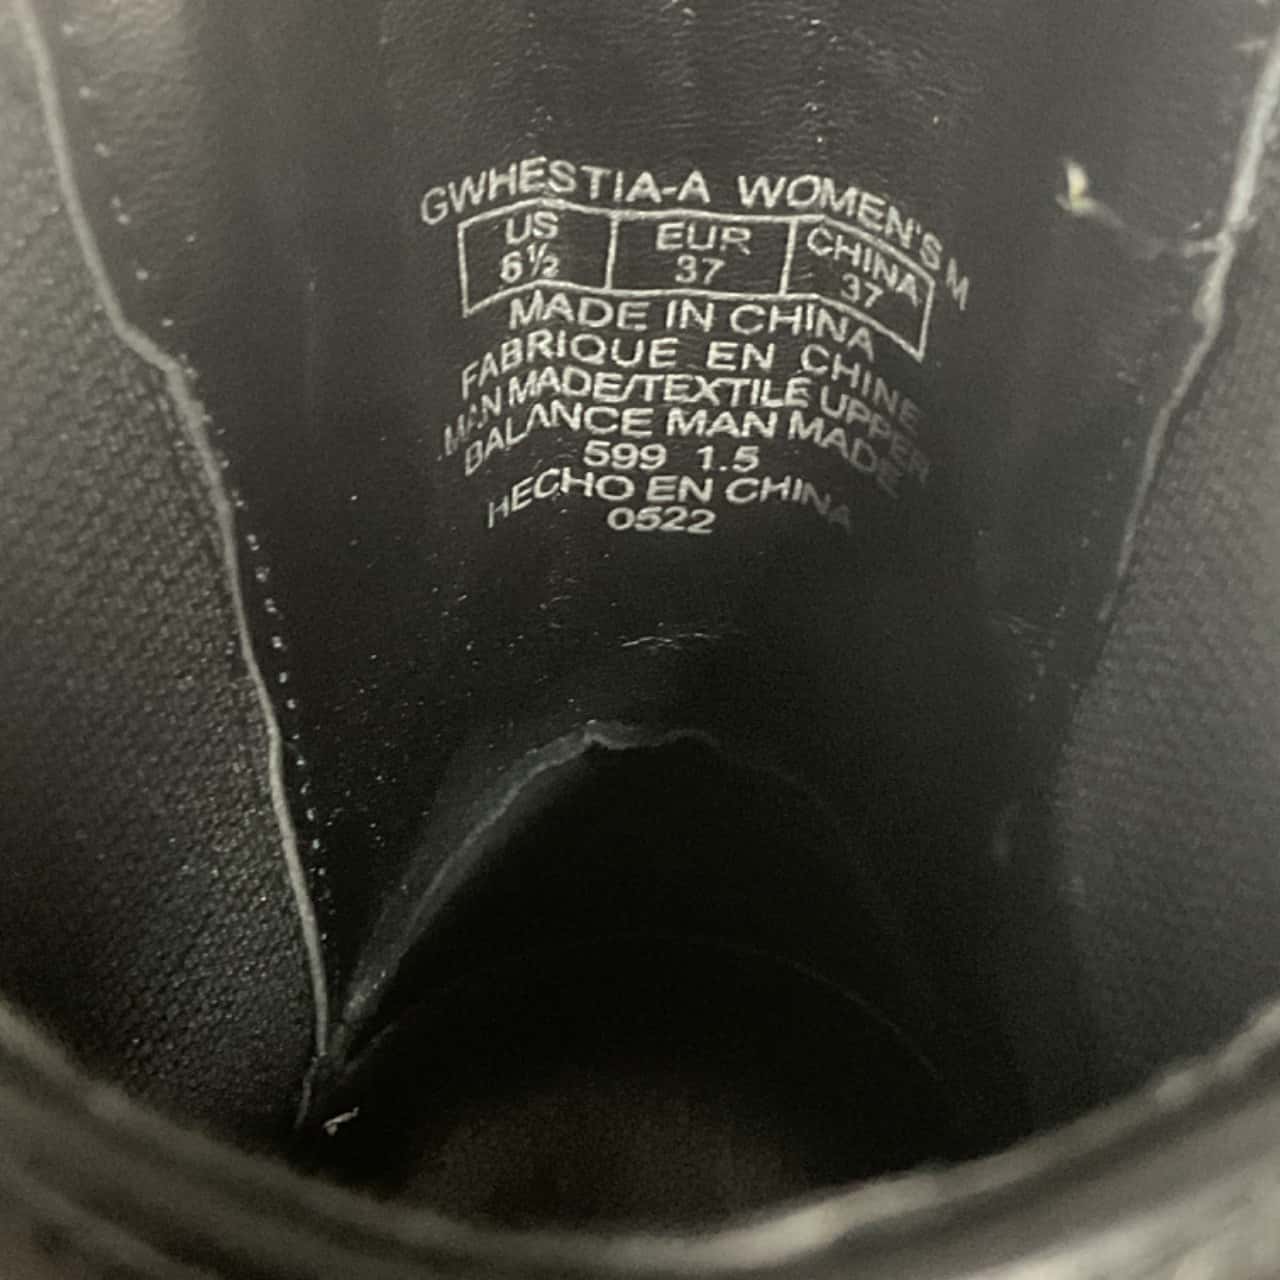 GWHESTIA-A WOMEN'S M
US EUR CHINA
6½ 37 37
MADE IN CHINA
FABRIQUE EN CHINE
MAN MADE/TEXTILE UPPER
BALANCE MAN MADE
599 1.5
HECHO EN CHINA
0522